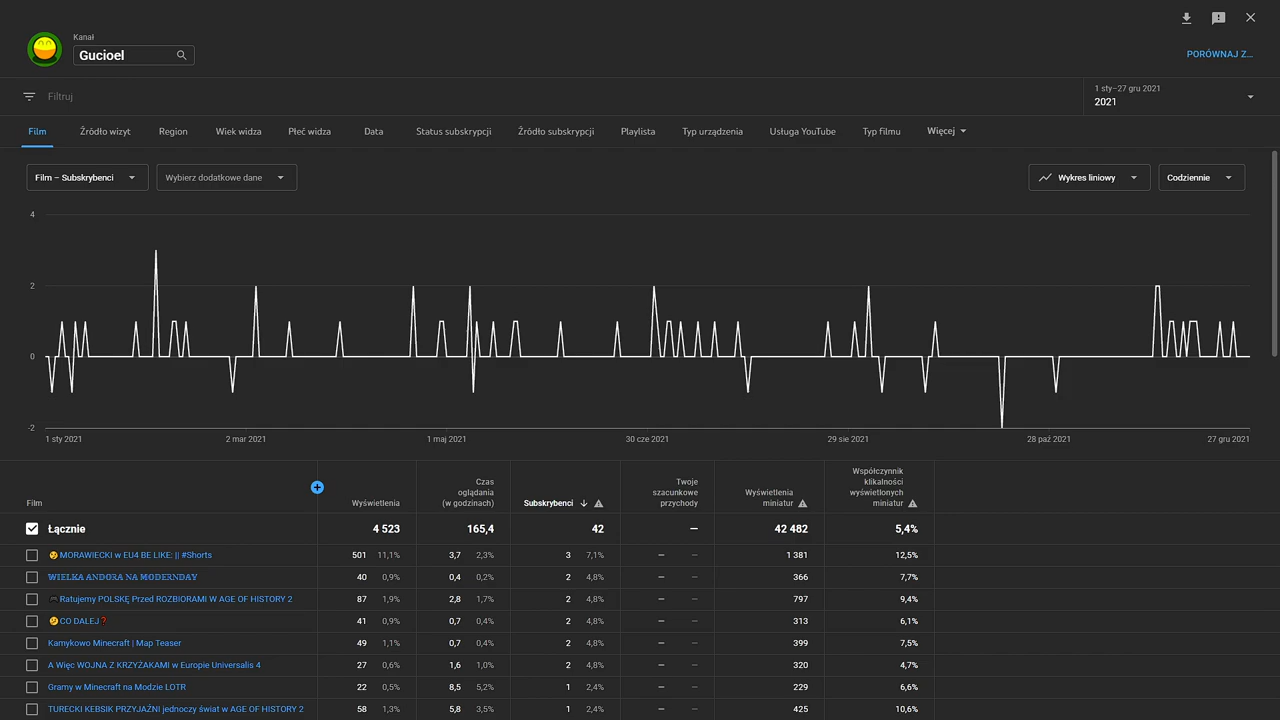 Kanał
Gucioel
PORÓWNAJ Z...
Filtruj
1 sty–27 gru 2021
2021
Film Źródło wizyt Region Wiek widza Płeć widza Data Status subskrypcji Źródło subskrypcji Playlista Typ urządzenia Usługa YouTube Typ filmu Więcej
Film – Subskrybenci Wybierz dodatkowe dane Wykres liniowy Codziennie
4
2
0
-2
1 sty 2021 2 mar 2021 1 maj 2021 30 cze 2021 29 sie 2021 28 paź 2021 27 gru 2021
Film
Wyświetlenia
Czas
oglądania
(w godzinach)
Subskrybenci
Twoje
szacunkowe
przychody
Wyświetlenia
miniatur
Współczynnik
klikalności
wyświetlonych
miniatur
Łącznie 4 523 165,4 42 — 42 482 5,4%
😏MORAWIECKI w EU4 BE LIKE: || #Shorts 501 11,1% 3,7 2,3% 3 7,1% — — 1 381 12,5%
𝕎𝕀𝔼𝕃𝕂𝔸 𝔸ℕ𝔻𝕆ℝ𝔸 ℕ𝔸 𝕄𝕆𝔻𝔼ℝℕ𝔻𝔸𝕐 40 0,9% 0,4 0,2% 2 4,8% — — 366 7,7%
🎮Ratujemy POLSKĘ Przed ROZBIORAMI W AGE OF HISTORY 2 87 1,9% 2,8 1,7% 2 4,8% — — 797 9,4%
😕CO DALEJ❓ 41 0,9% 0,7 0,4% 2 4,8% — — 313 6,1%
Kamykowo Minecraft | Map Teaser 49 1,1% 0,7 0,4% 2 4,8% — — 399 7,5%
A Więc WOJNA Z KRZYŻAKAMI w Europie Universalis 4 27 0,6% 1,6 1,0% 2 4,8% — — 320 4,7%
Gramy w Minecraft na Modzie LOTR 22 0,5% 8,5 5,2% 1 2,4% — — 229 6,6%
TURECKI KEBSIK PRZYJAŹNI jednoczy świat w AGE OF HISTORY 2 58 1,3% 5,8 3,5% 1 2,4% — — 425 10,6%